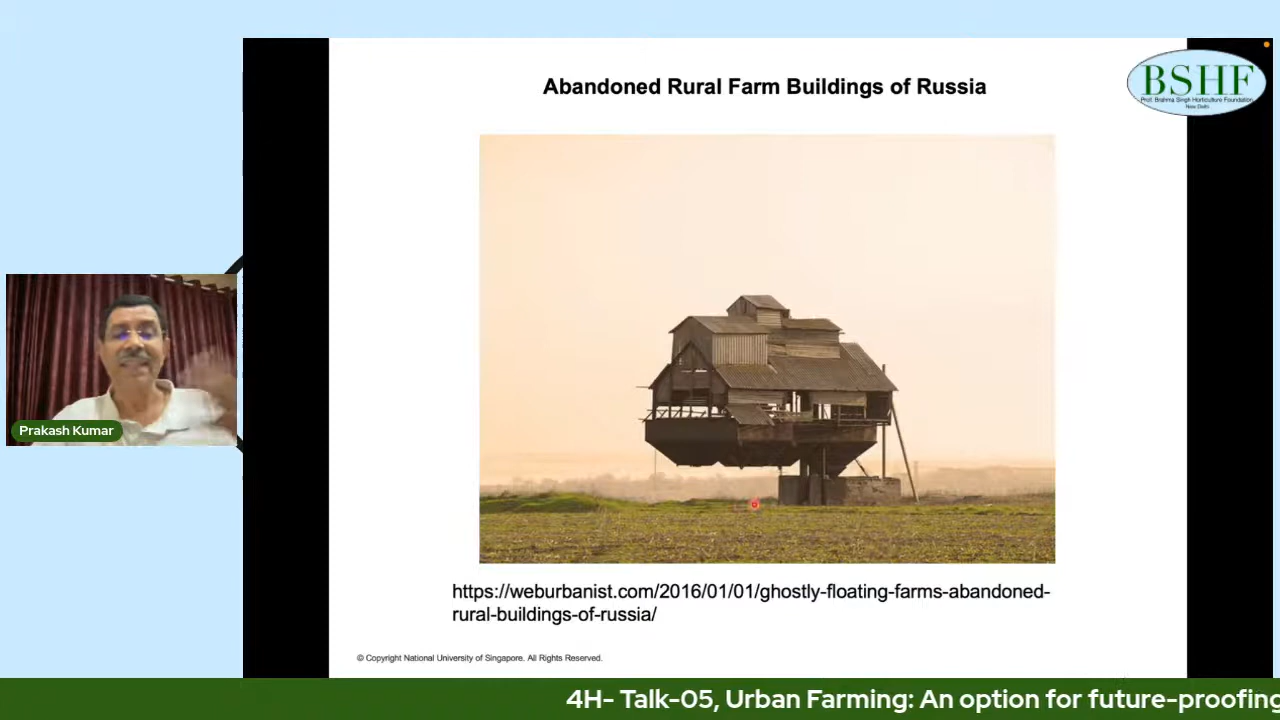 Abandoned Rural Farm Buildings of Russia
BSHF
Prof. Brahma Singh Horticulture Foundation
New Delhi
Prakash Kumar
https://weburbanist.com/2016/01/01/ghostly-floating-farms-abandoned-
rural-buildings-of-russia/
© Copyright National University of Singapore. All Rights Reserved.
4H- Talk-05, Urban Farming: An option for future-proofing